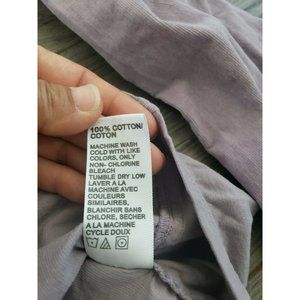 100% COTTON/
COTON
MACHINE WASH
COLD WITH LIKE
COLORS, ONLY
NON- CHLORINE
BLEACH
TUMBLE DRY LOW
LAVER A LA
MACHINE AVEC
COULEURS
SIMILAIRES,
BLANCHIR SANS
CHLORE, SECHER
A LA MACHINE
CYCLE DOUX